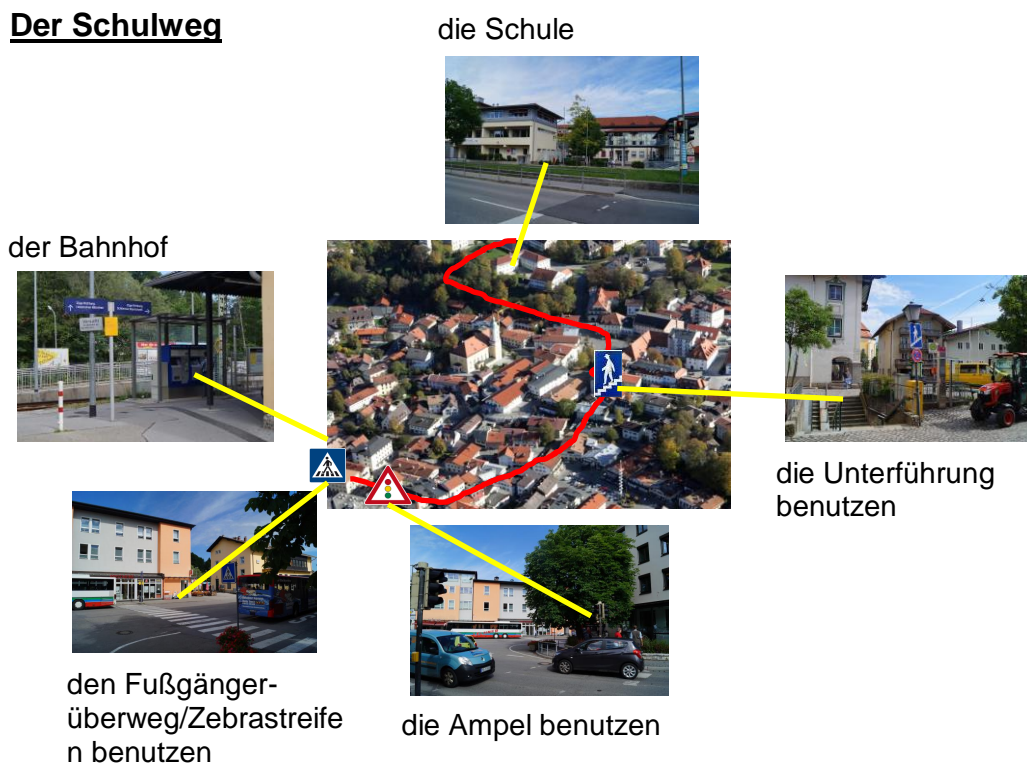 Der Schulweg
die Schule
der Bahnhof
die Unterführung
benutzen
den Fußgänger-
überweg/Zebrastreife
n benutzen
die Ampel benutzen